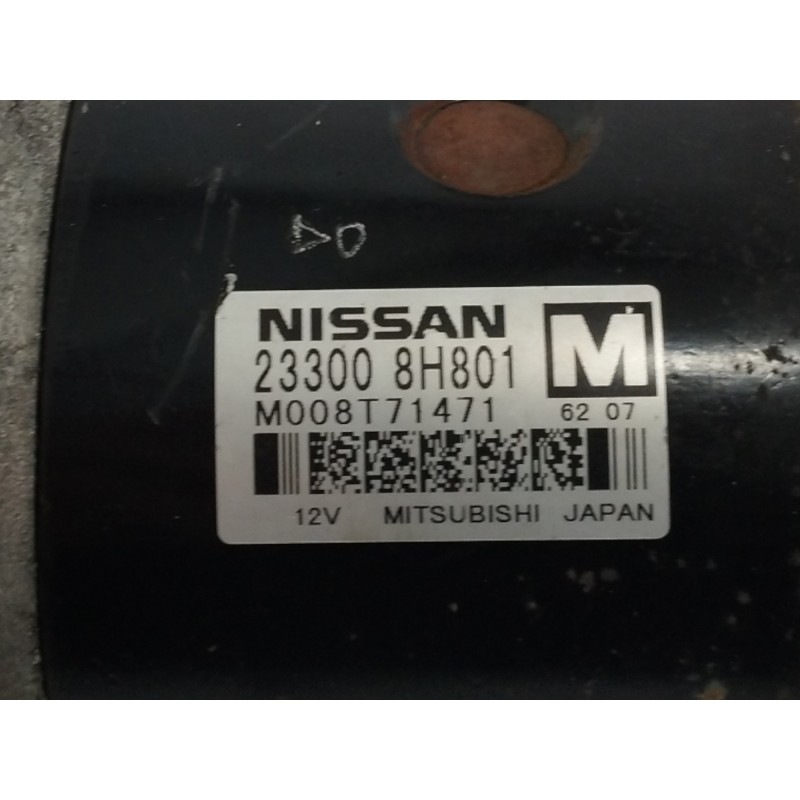 NISSAN
23300 8H801
M
M008T71471
62 07
12V MITSUBISHI JAPAN